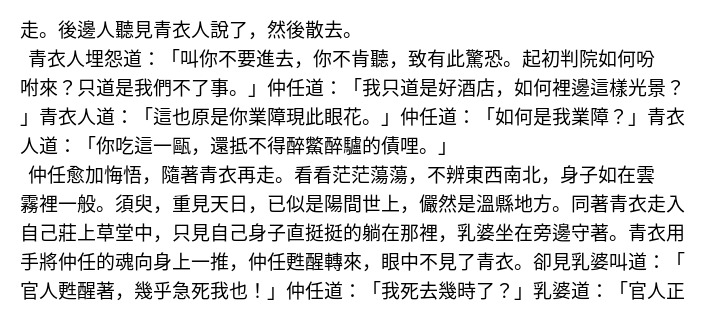 走。後邊人聽見青衣人說了，然後散去。
青衣人埋怨道：「叫你不要進去，你不肯聽，致有此驚恐。起初判院如何吩
咐來？只道是我們不了事。」仲任道：「我只道是好酒店，如何裡邊這樣光景？
」青衣人道：「這也原是你業障現此眼花。」仲任道：「如何是我業障？」青衣
人道：「你吃這一甌，還抵不得醉鱉醉驢的債哩。」
仲任愈加悔悟，隨著青衣再走。看看茫茫蕩蕩，不辨東西南北，身子如在雲
霧裡一般。須臾，重見天日，已似是陽間世上，儼然是溫縣地方。同著青衣走入
自己莊上草堂中，只見自己身子直挺挺的躺在那裡，乳婆坐在旁邊守著。青衣用
手將仲任的魂向身上一推，仲任甦醒轉來，眼中不見了青衣。卻見乳婆叫道：「
官人甦醒著，幾乎急死我也！」仲任道：「我死去幾時了？」乳婆道：「官人正